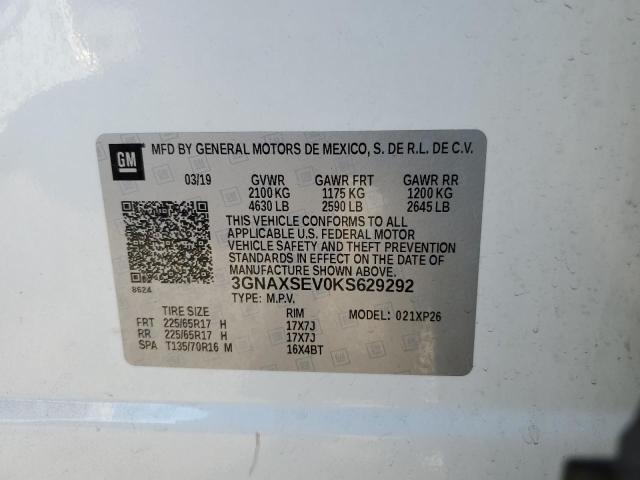 GM
MFD BY GENERAL MOTORS DE MEXICO, S. DE R.L. DE C.V.
03/19 GVWR GAWR FRT GAWR RR
2100 KG 1175 KG 1200 KG
4630 LB 2590 LB 2645 LB
THIS VEHICLE CONFORMS TO ALL
APPLICABLE U.S. FEDERAL MOTOR
VEHICLE SAFETY AND THEFT PREVENTION
STANDARDS IN EFFECT ON THE DATE OF
MANUFACTURE SHOWN ABOVE.
8624 3GNAXSEV0KS629292
TYPE: M.P.V.
TIRE SIZE RIM MODEL: 021XP26
FRT 225/65R17 H 17X7J
RR 225/65R17 H 17X7J
SPA T135/70R16 M 16X4BT